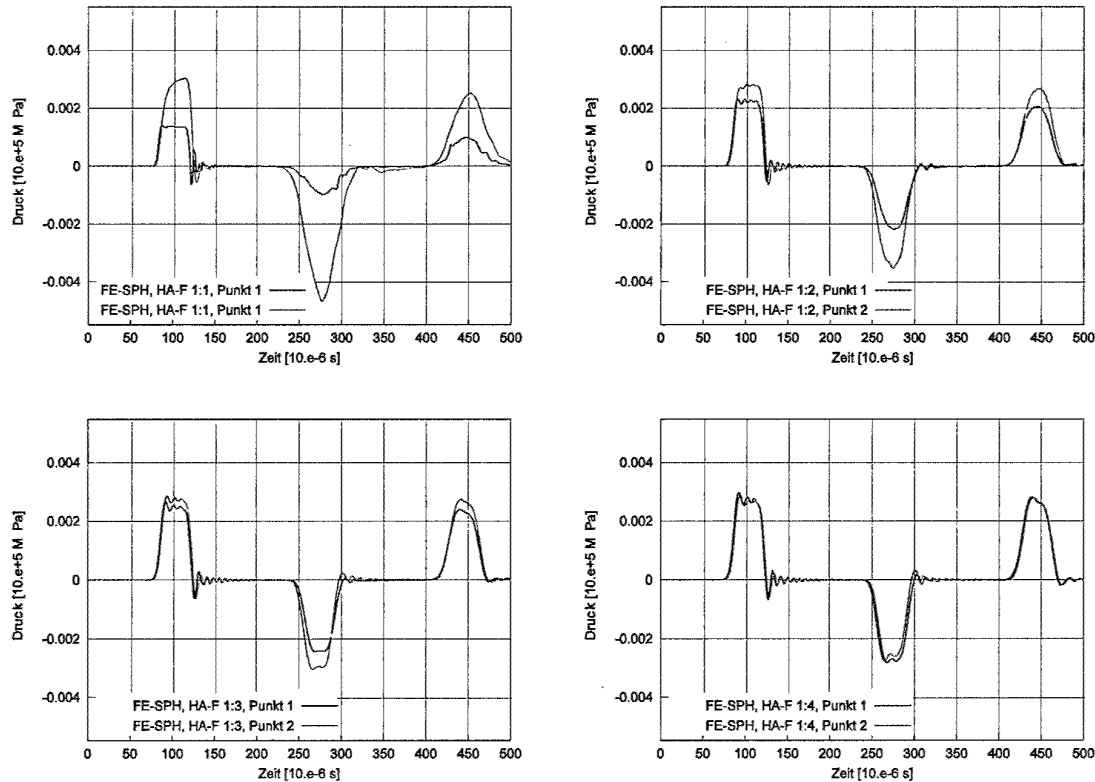 0.004
0.002
0
-0.002
-0.004
Druck [10.e+5 M Pa]
FE-SPH, HA-F 1:1, Punkt 1
FE-SPH, HA-F 1:1, Punkt 1
0 50 100 150 200 250 300 350 400 450 500
Zeit [10.e-6 s]
0.004
0.002
0
-0.002
-0.004
Druck [10.e+5 M Pa]
FE-SPH, HA-F 1:2, Punkt 1
FE-SPH, HA-F 1:2, Punkt 2
0 50 100 150 200 250 300 350 400 450 500
Zeit [10.e-6 s]
0.004
0.002
0
-0.002
-0.004
Druck [10.e+5 M Pa]
FE-SPH, HA-F 1:3, Punkt 1
FE-SPH, HA-F 1:3, Punkt 2
0 50 100 150 200 250 300 350 400 450 500
Zeit [10.e-6 s]
0.004
0.002
0
-0.002
-0.004
Druck [10.e+5 M Pa]
FE-SPH, HA-F 1:4, Punkt 1
FE-SPH, HA-F 1:4, Punkt 2
0 50 100 150 200 250 300 350 400 450 500
Zeit [10.e-6 s]